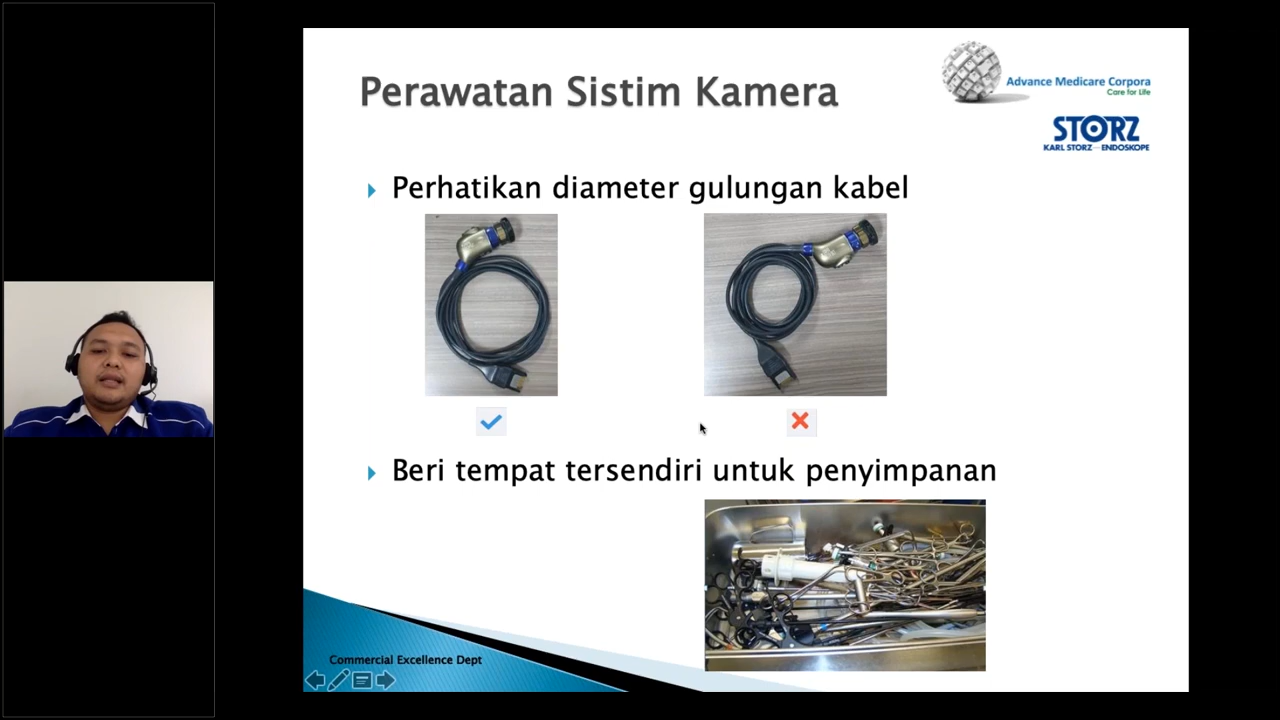 Perawatan Sistim Kamera
Advance Medicare Corpora
Care for Life
STORZ
KARL STORZ—ENDOSKOPE
Perhatikan diameter gulungan kabel
Beri tempat tersendiri untuk penyimpanan
Commercial Excellence Dept